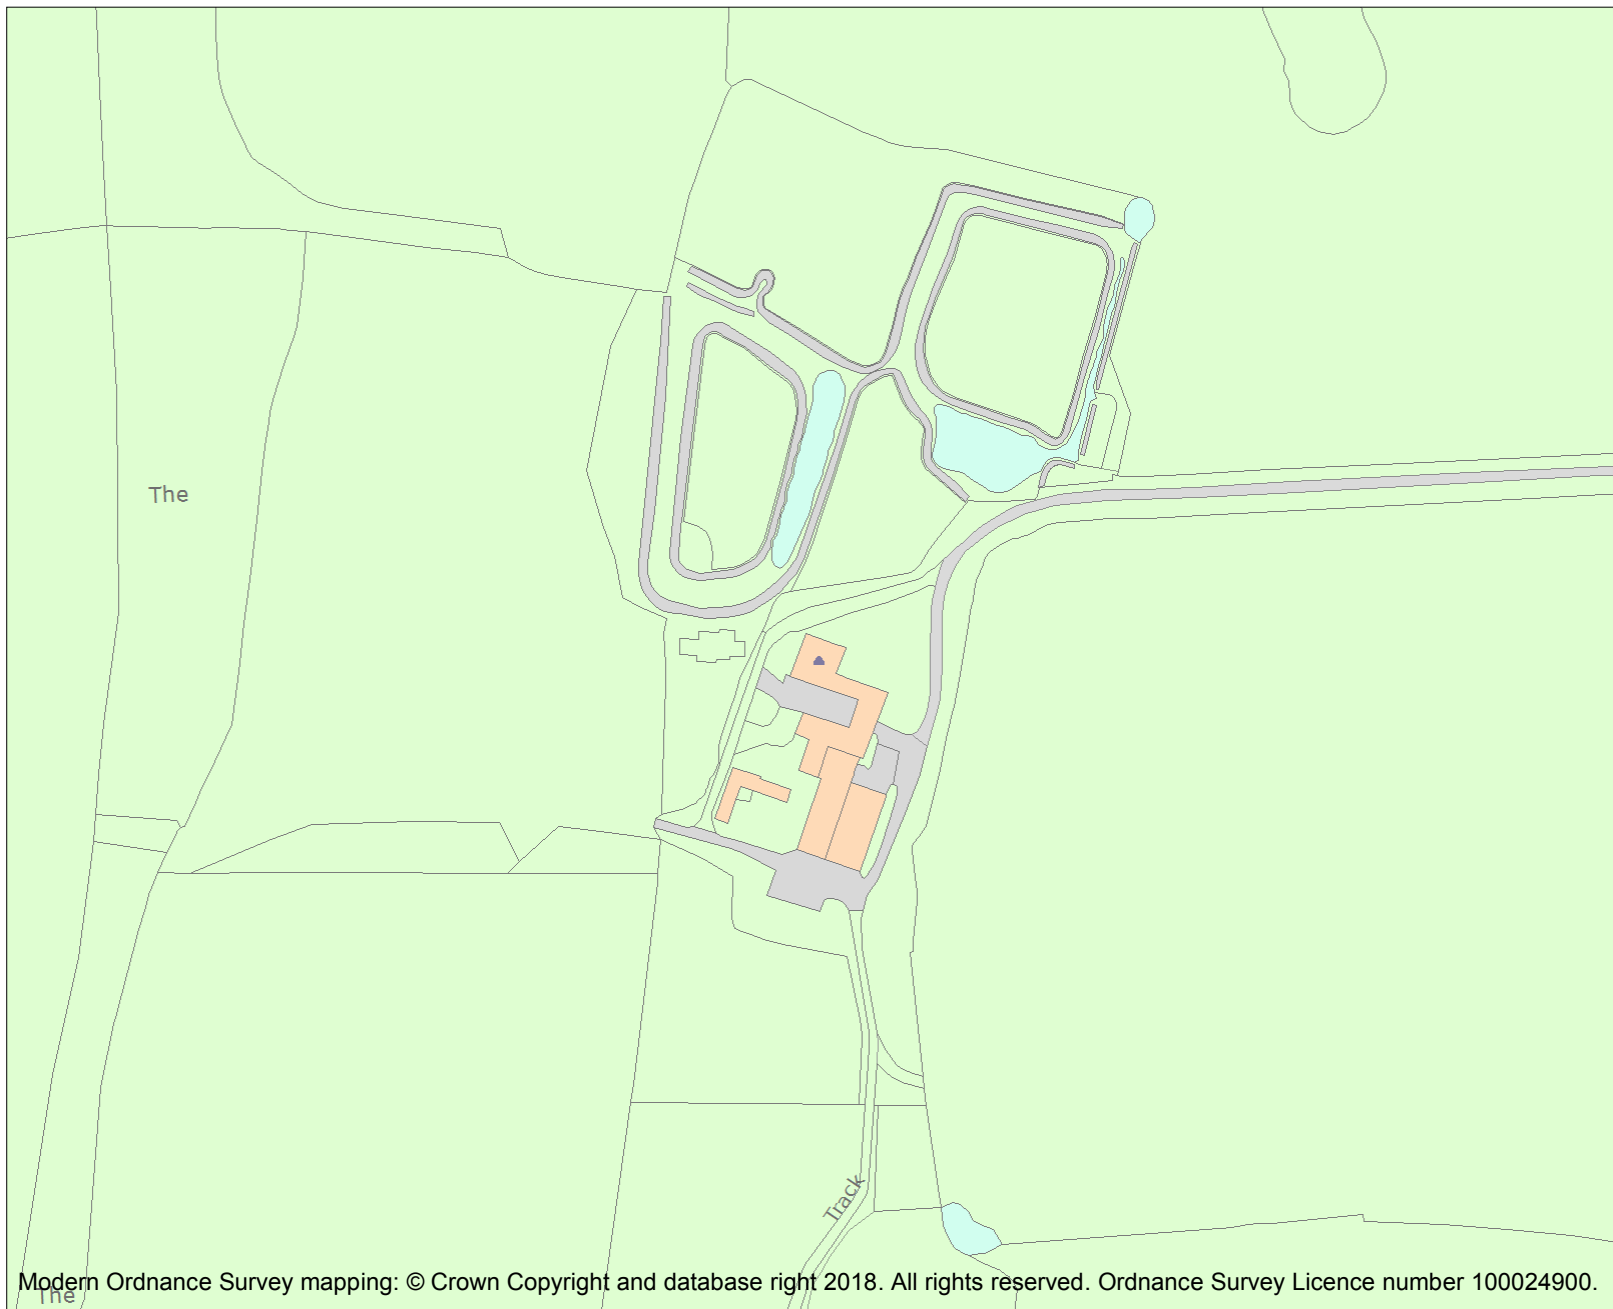 The
Track
The
Modern Ordnance Survey mapping: © Crown Copyright and database right 2018. All rights reserved. Ordnance Survey Licence number 100024900.